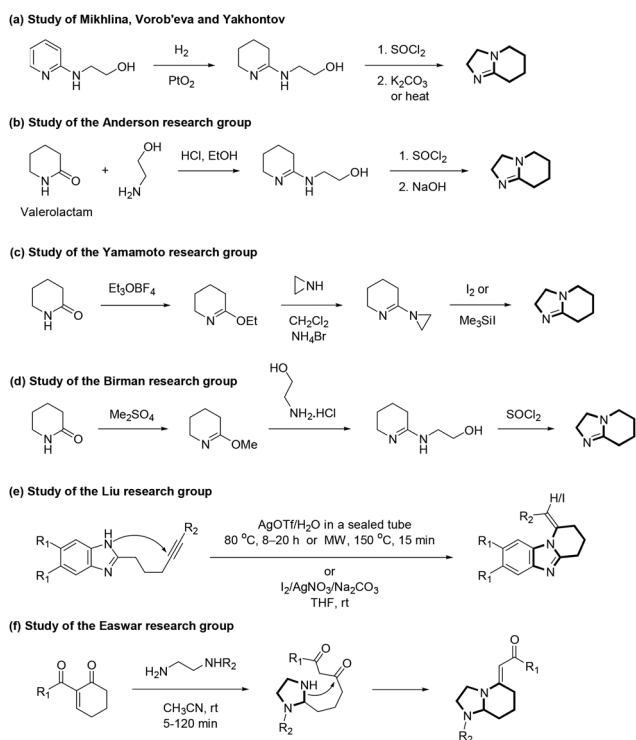 (a) Study of Mikhlina, Vorob'eva and Yakhontov
N
N
H
OH
H2
PtO2
N
N
H
OH
1. SOCl2
2. K2CO3
or heat
N
N
(b) Study of the Anderson research group
N
H
O
+
OH
H2N
HCl, EtOH
N
N
H
OH
1. SOCl2
2. NaOH
N
N
Valerolactam
(c) Study of the Yamamoto research group
N
H
O
Et3OBF4
N
OEt
NH
CH2Cl2
NH4Br
N
N
I2 or
Me3SiI
N
N
(d) Study of the Birman research group
N
H
O
Me2SO4
N
OMe
HO
NH2.HCl
N
N
H
OH
SOCl2
N
N
(e) Study of the Liu research group
R1
R1
H
N
N
R2
AgOTf/H2O in a sealed tube
80 °C, 8–20 h or MW, 150 °C, 15 min
or
I2/AgNO3/Na2CO3
THF, rt
H/I
R2
R1
R1
N
N
(f) Study of the Easwar research group
O
O
R1
H2N
NHR2
CH3CN, rt
5-120 min
O
R1
O
NH
N
R2
O
R1
N
N
R2